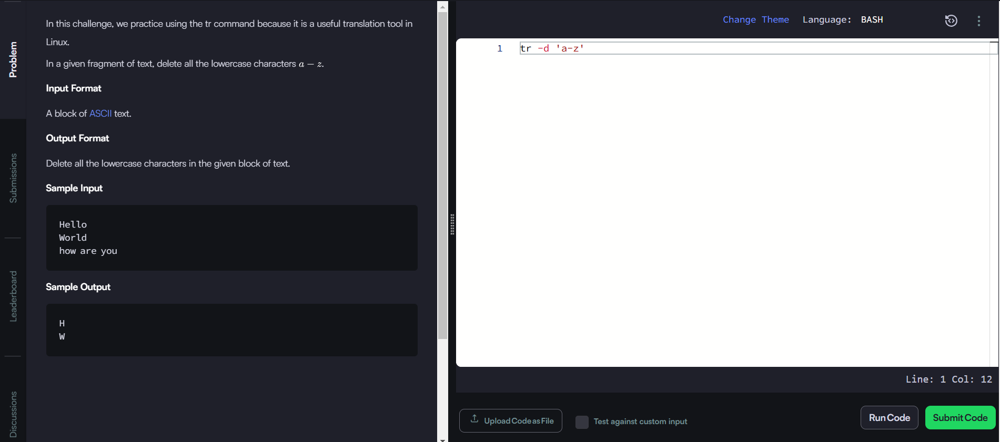 Problem
Submissions
Leaderboard
Discussions
In this challenge, we practice using the tr command because it is a useful translation tool in
Linux.
In a given fragment of text, delete all the lowercase characters a − z.
Input Format
A block of ASCII text.
Output Format
Delete all the lowercase characters in the given block of text.
Sample Input
Hello
World
how are you
Sample Output
H
W
Change Theme Language: BASH
1 tr -d 'a-z'
Line: 1 Col: 12
Upload Code as File
Test against custom input
Run Code
Submit Code